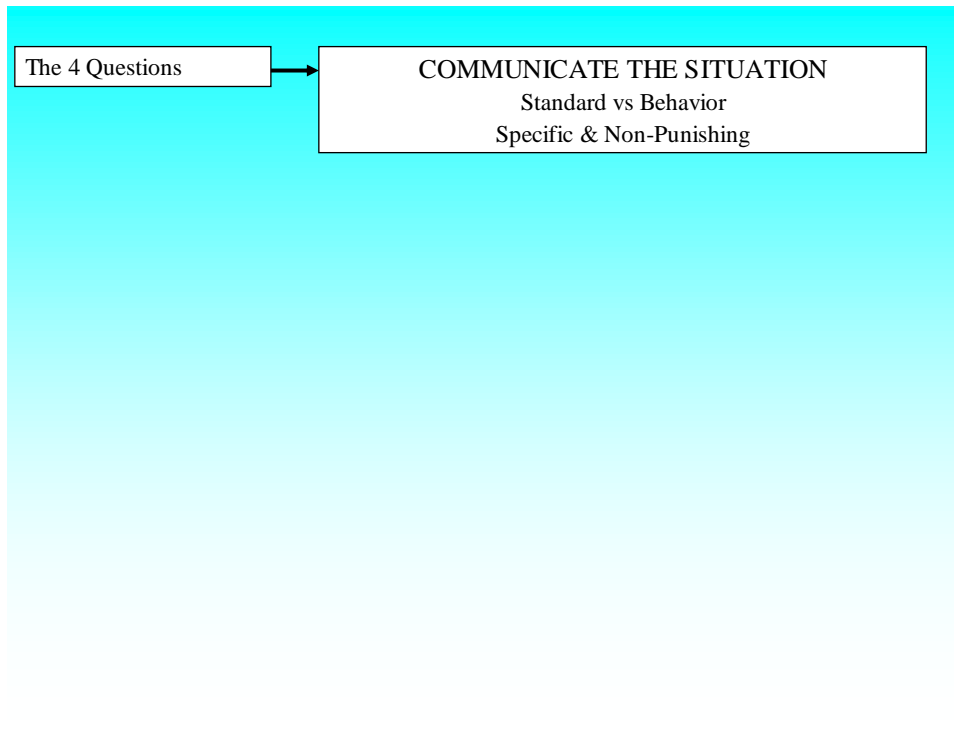 The 4 Questions
COMMUNICATE THE SITUATION
Standard vs Behavior
Specific & Non-Punishing